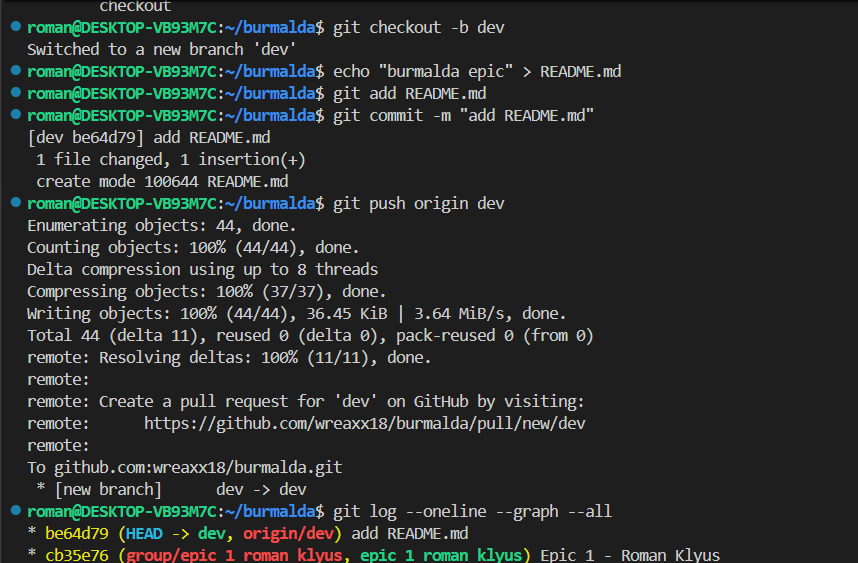 checkout
roman@DESKTOP-VB93M7C:~/burmalda$ git checkout -b dev
Switched to a new branch 'dev'
roman@DESKTOP-VB93M7C:~/burmalda$ echo "burmalda epic" > README.md
roman@DESKTOP-VB93M7C:~/burmalda$ git add README.md
roman@DESKTOP-VB93M7C:~/burmalda$ git commit -m "add README.md"
[dev be64d79] add README.md
 1 file changed, 1 insertion(+)
 create mode 100644 README.md
roman@DESKTOP-VB93M7C:~/burmalda$ git push origin dev
Enumerating objects: 44, done.
Counting objects: 100% (44/44), done.
Delta compression using up to 8 threads
Compressing objects: 100% (37/37), done.
Writing objects: 100% (44/44), 36.45 KiB | 3.64 MiB/s, done.
Total 44 (delta 11), reused 0 (delta 0), pack-reused 0 (from 0)
remote: Resolving deltas: 100% (11/11), done.
remote:
remote: Create a pull request for 'dev' on GitHub by visiting:
remote:      https://github.com/wreaxx18/burmalda/pull/new/dev
remote:
To github.com:wreaxx18/burmalda.git
 * [new branch]      dev -> dev
roman@DESKTOP-VB93M7C:~/burmalda$ git log --oneline --graph --all
* be64d79 (HEAD -> dev, origin/dev) add README.md
* cb35e76 (group/epic_1_roman_klyus, epic_1_roman_klyus) Epic 1 - Roman Klyus